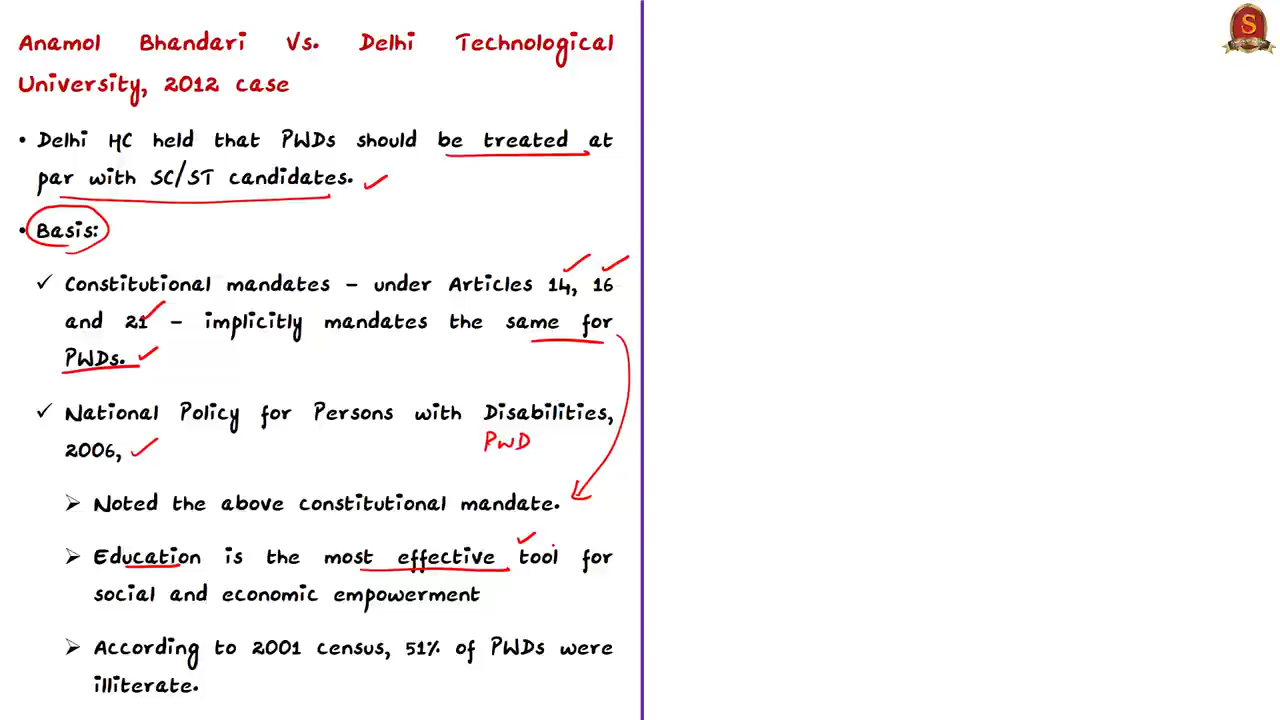 Anamol Bhandari Vs. Delhi Technological
University, 2012 case
• Delhi HC held that PWDs should be treated at
par with SC/ST candidates.
• Basis:
✓ Constitutional mandates – under Articles 14, 16
and 21 – implicitly mandates the same for
PWDs.
✓ National Policy for Persons with Disabilities,
PWD
2006,
➢ Noted the above constitutional mandate.
➢ Education is the most effective tool for
social and economic empowerment
➢ According to 2001 census, 51% of PWDs were
illiterate.
S